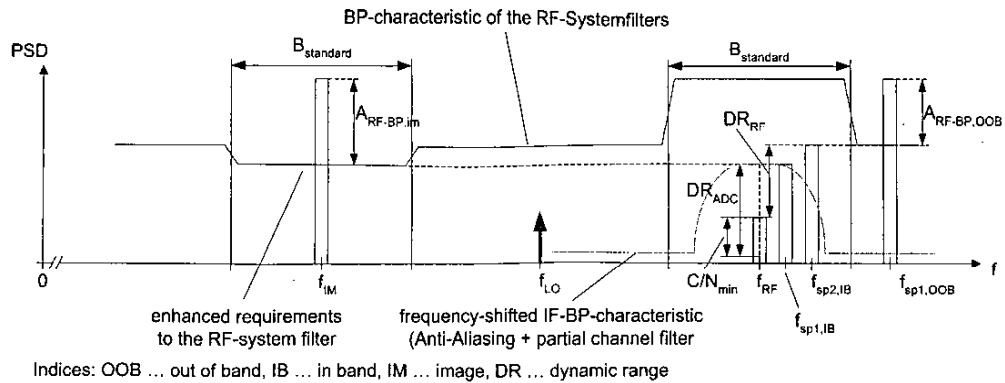 BP-characteristic of the RF-Systemfilters
PSD
B_standard
B_standard
A_RF-BP,im
A_RF-BP,OOB
DR_RF
DR_ADC
0
f_IM
f_LO
C/N_min
f_RF
f_sp2,IB
f_sp1,OOB
f
f_sp1,IB
enhanced requirements
to the RF-system filter
frequency-shifted IF-BP-characteristic
(Anti-Aliasing + partial channel filter
Indices: OOB ... out of band, IB ... in band, IM ... image, DR ... dynamic range